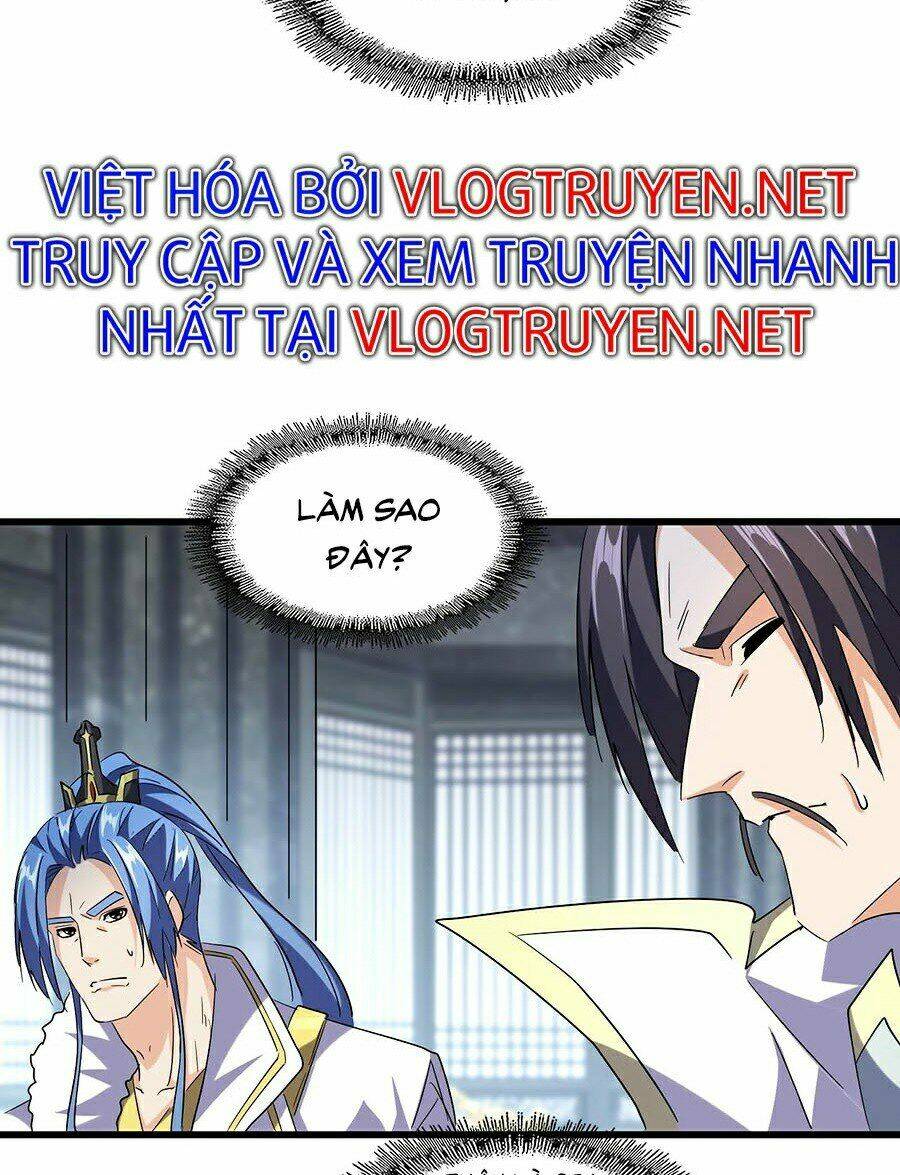 VIỆT HÓA BỞI VLOGTRUYEN.NET
TRUY CẬP VÀ XEM TRUYỆN NHANH
NHẤT TẠI VLOGTRUYEN.NET
LÀM SAO
ĐÂY?